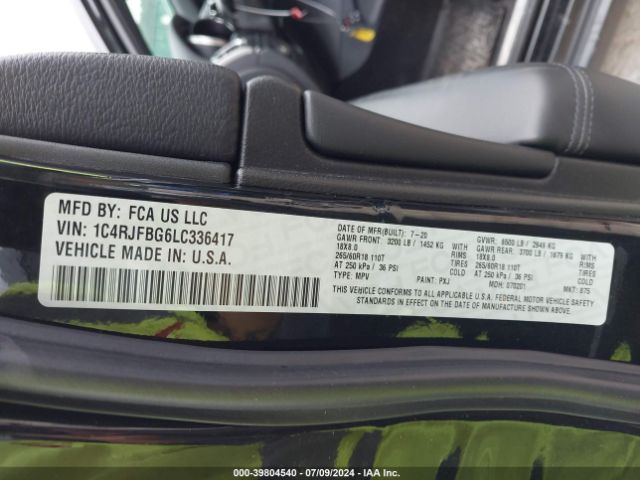 MFD BY: FCA US LLC
VIN: 1C4RJFBG6LC336417
VEHICLE MADE IN: U.S.A.
DATE OF MFR (BUILT): 7-20
GAWR FRONT: 3200 LB / 1452 KG
RIMS
18X8.0
TIRES
265/60R18 110T
COLD
AT 250 kPa / 36 PSI
TYPE: MPV
PAINT: PXJ
GVWR: 6500 LB / 2949 KG
GAWR REAR: 3700 LB / 1679 KG
RIMS
18X8.0
TIRES
265/60R18 110T
COLD
AT 250 kPa / 36 PSI
MDH: 070201
MKT: 875
THIS VEHICLE CONFORMS TO ALL APPLICABLE U.S.A. FEDERAL MOTOR VEHICLE SAFETY
STANDARDS IN EFFECT ON THE DATE OF MANUFACTURE SHOWN ABOVE.
000-39804540 | 07/09/2024 | IAA Inc.